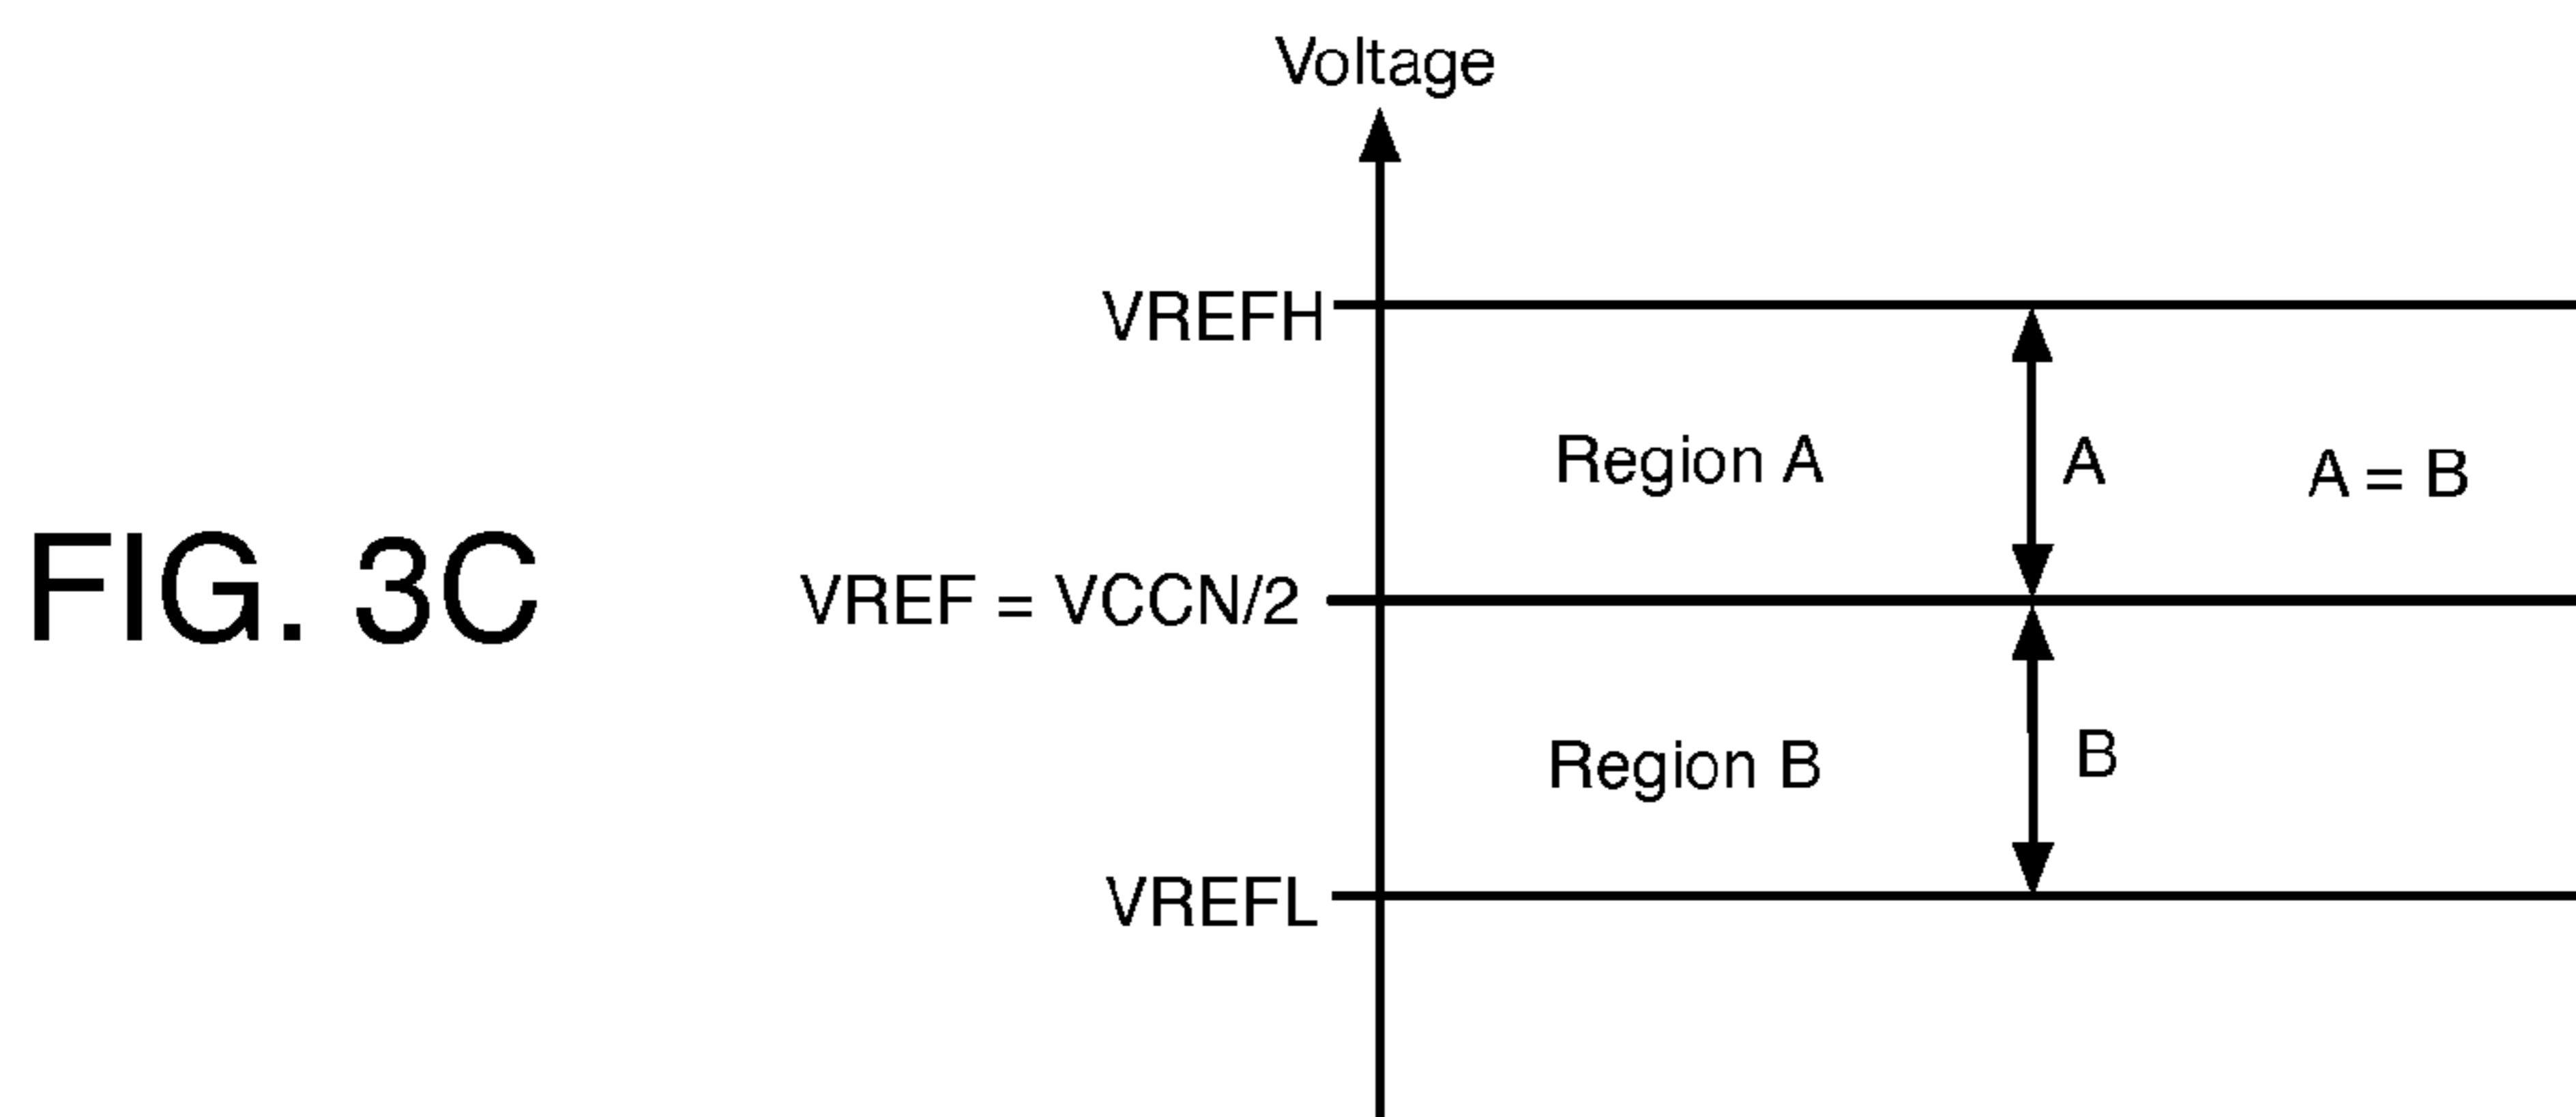 Voltage
VREFH
Region A
A
A = B
FIG. 3C
VREF = VCCN/2
Region B
B
VREFL